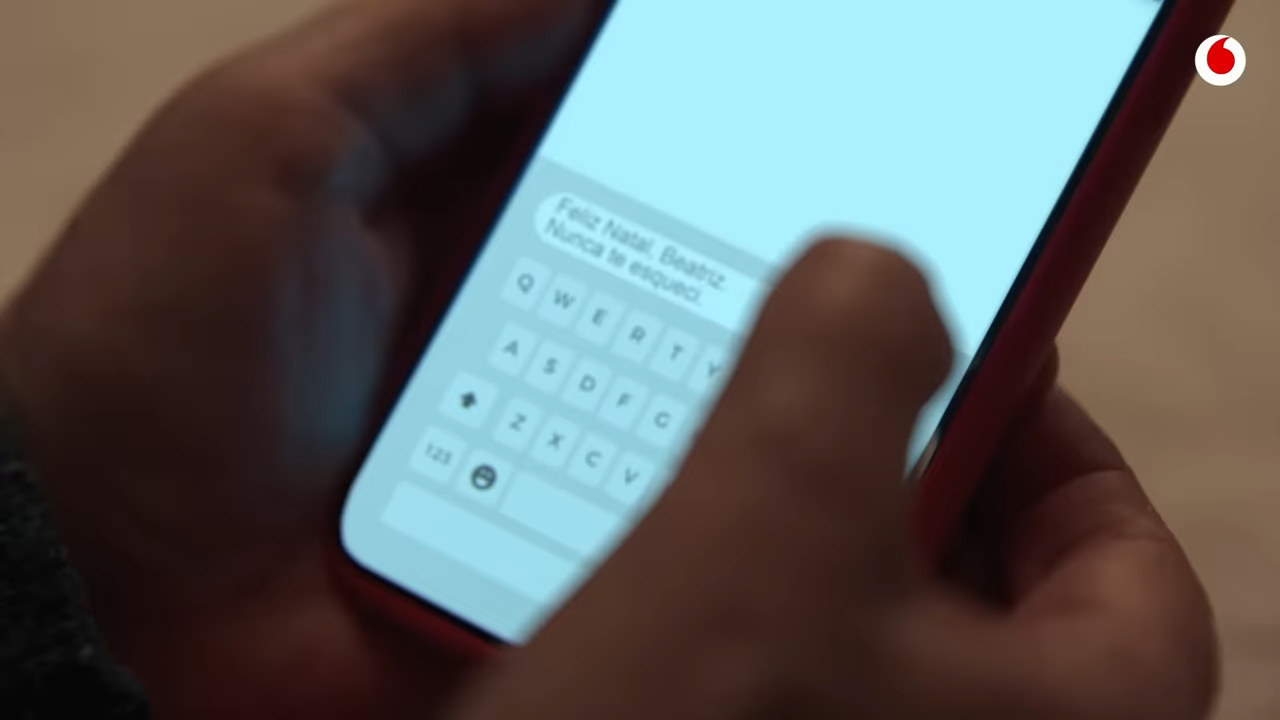 Feliz Natal, Beatriz.
Nunca te esqueci.
Q W E R T Y
A S D F G
Z X C V
123